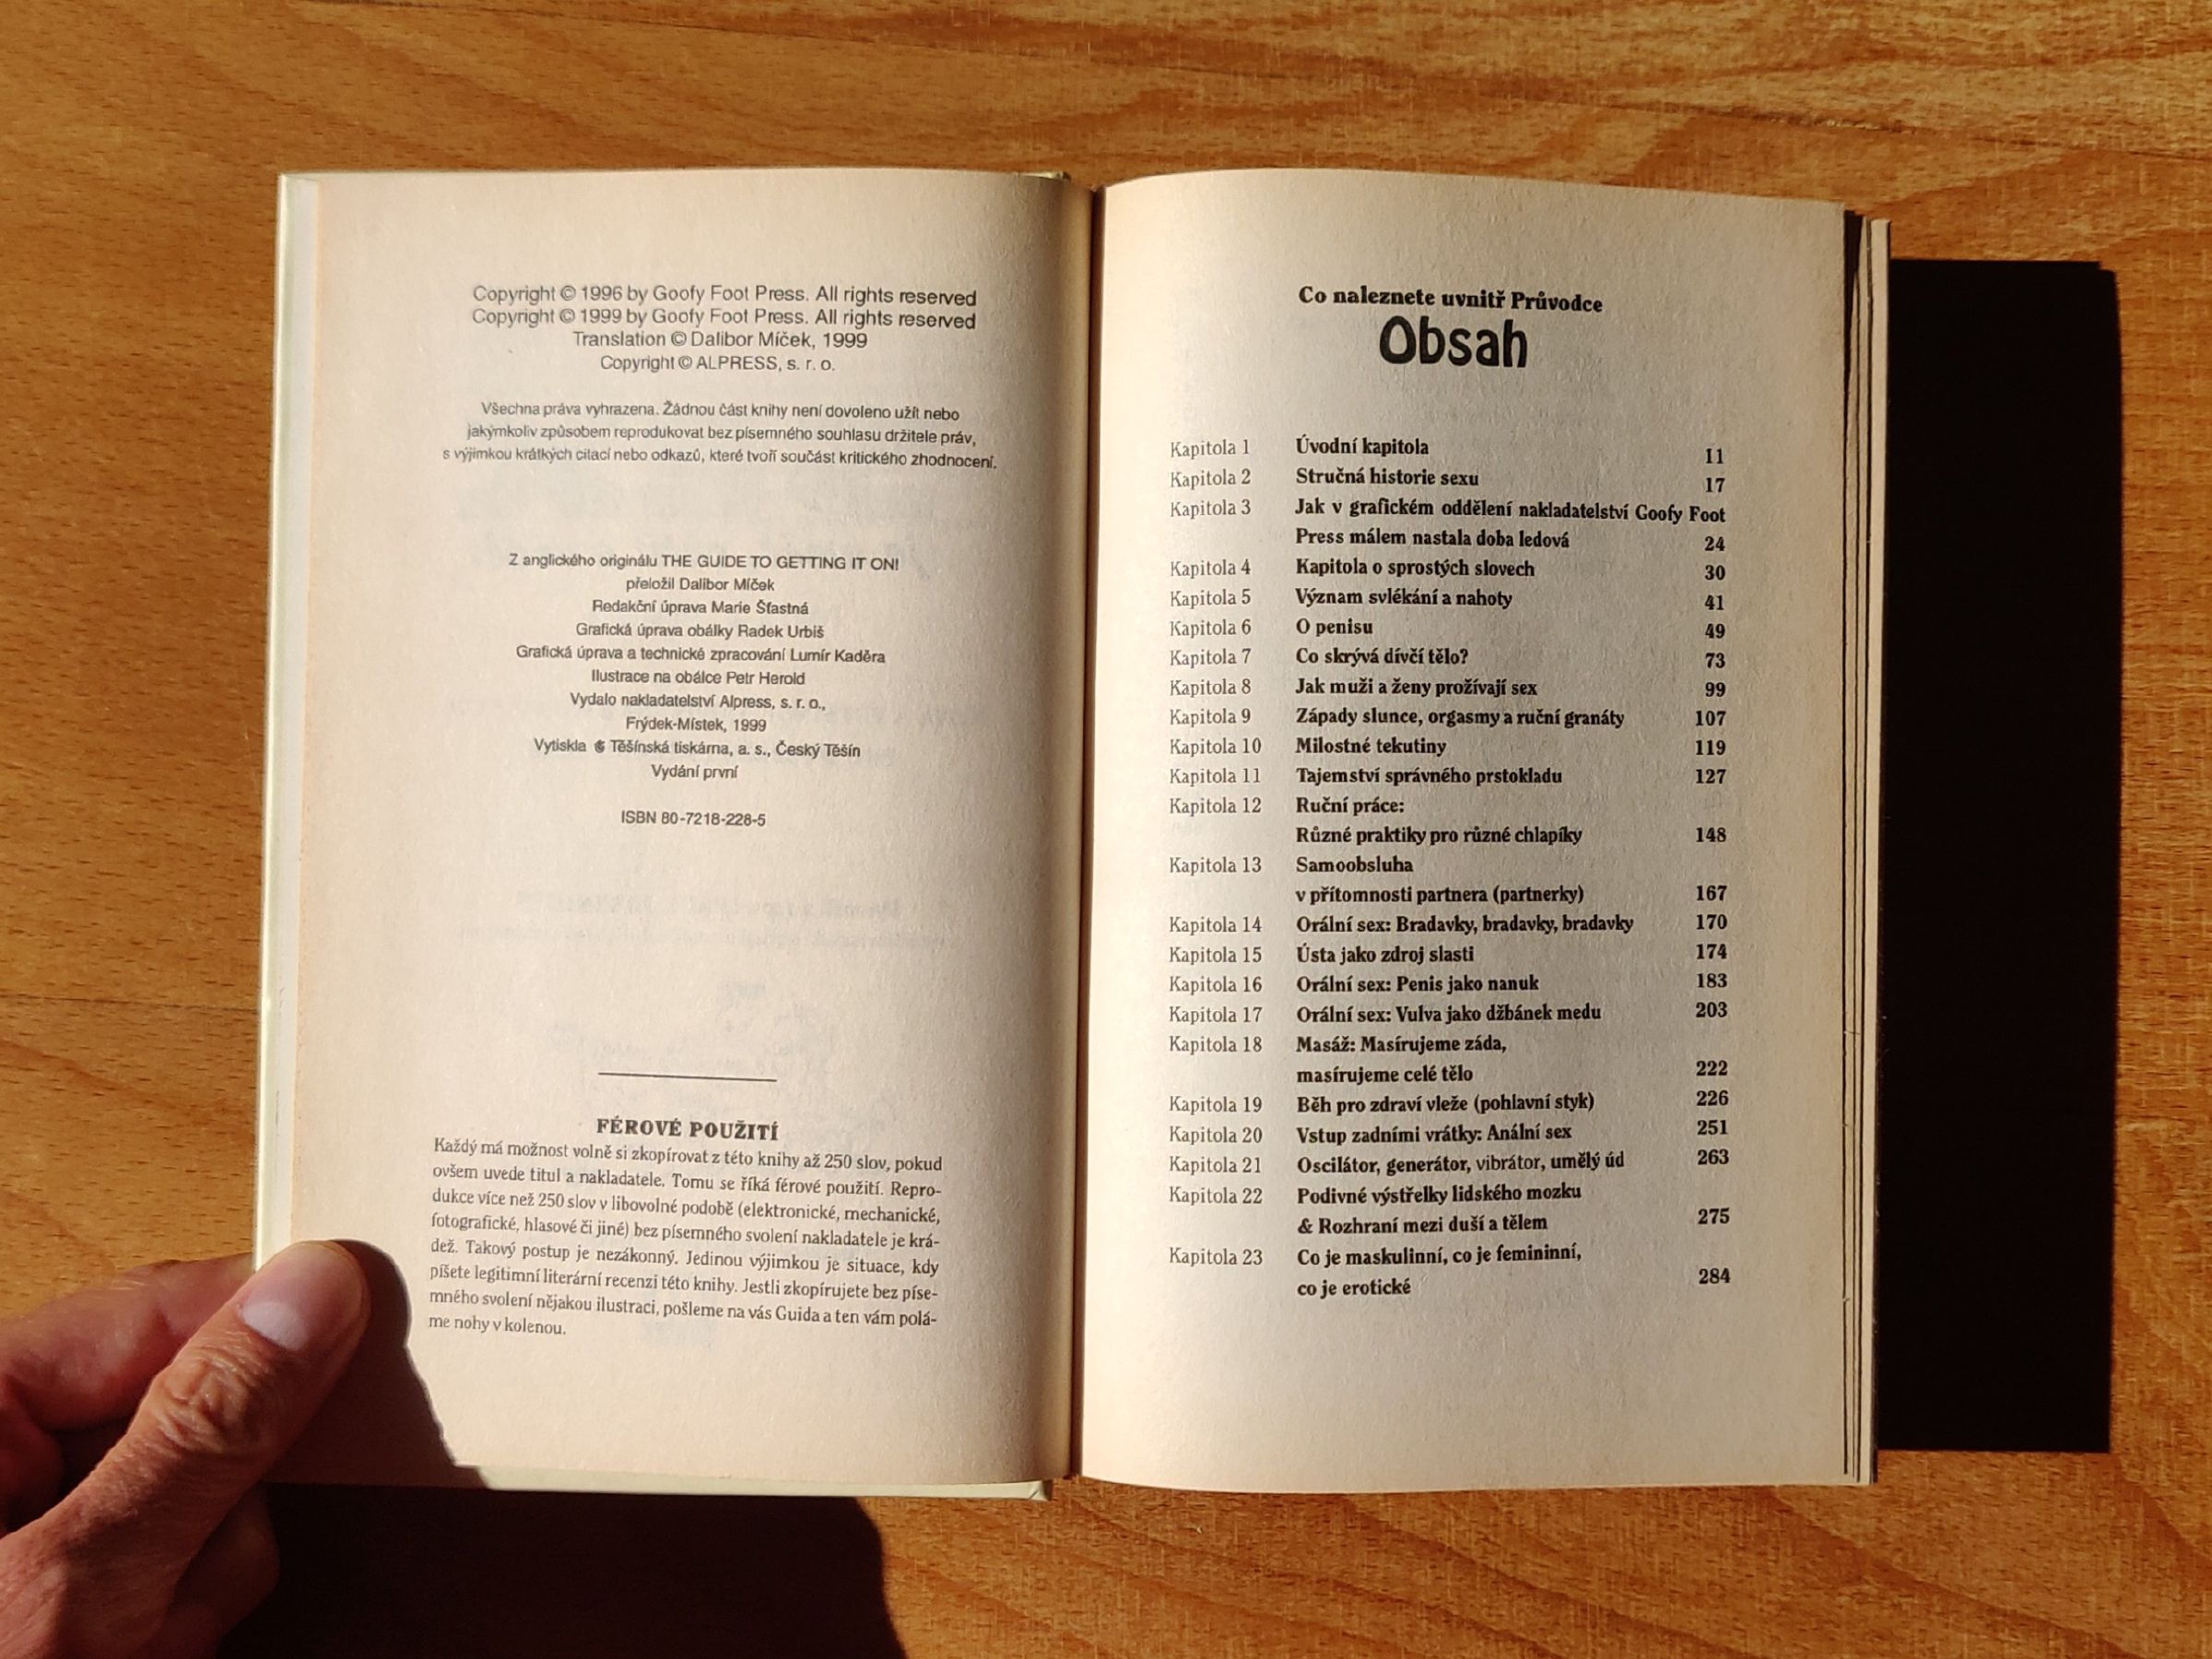 Copyright © 1996 by Goofy Foot Press. All rights reserved
Copyright © 1999 by Goofy Foot Press. All rights reserved
Translation © Dalibor Míček, 1999
Copyright © ALPRESS, s. r. o.
Všechna práva vyhrazena. Žádnou část knihy není dovoleno užít nebo
jakýmkoliv způsobem reprodukovat bez písemného souhlasu držitele práv,
s výjimkou krátkých citací nebo odkazů, které tvoří součást kritického zhodnocení.
Z anglického originálu THE GUIDE TO GETTING IT ON!
přeložil Dalibor Míček
Redakční úprava Marie Šťastná
Grafická úprava obálky Radek Urbiš
Grafická úprava a technické zpracování Lumír Kaděra
Ilustrace na obálce Petr Herold
Vydalo nakladatelství Alpress, s. r. o.,
Frýdek-Místek, 1999
Vytiskla Těšínská tiskárna, a. s., Český Těšín
Vydání první
ISBN 80-7218-228-5
FÉROVÉ POUŽITÍ
Každý má možnost volně si zkopírovat z této knihy až 250 slov, pokud
ovšem uvede titul a nakladatele. Tomu se říká férové použití. Repro-
dukce více než 250 slov v libovolné podobě (elektronické, mechanické,
fotografické, hlasové či jiné) bez písemného svolení nakladatele je krá-
dež. Takový postup je nezákonný. Jedinou výjimkou je situace, kdy
píšete legitimní literární recenzi této knihy. Jestli zkopírujete bez píse-
mného svolení nějakou ilustraci, pošleme na vás Guida a ten vám polá-
me nohy v kolenou.
Co naleznete uvnitř Průvodce
Obsah
Kapitola 1 Úvodní kapitola 11
Kapitola 2 Stručná historie sexu 17
Kapitola 3 Jak v grafickém oddělení nakladatelství Goofy Foot
Press málem nastala doba ledová 24
Kapitola 4 Kapitola o sprostých slovech 30
Kapitola 5 Význam svlékání a nahoty 41
Kapitola 6 O penisu 49
Kapitola 7 Co skrývá dívčí tělo? 73
Kapitola 8 Jak muži a ženy prožívají sex 99
Kapitola 9 Západy slunce, orgasmy a ruční granáty 107
Kapitola 10 Milostné tekutiny 119
Kapitola 11 Tajemství správného prstokladu 127
Kapitola 12 Ruční práce:
Různé praktiky pro různé chlapíky 148
Kapitola 13 Samoobsluha
v přítomnosti partnera (partnerky) 167
Kapitola 14 Orální sex: Bradavky, bradavky, bradavky 170
Kapitola 15 Ústa jako zdroj slasti 174
Kapitola 16 Orální sex: Penis jako nanuk 183
Kapitola 17 Orální sex: Vulva jako džbánek medu 203
Kapitola 18 Masáž: Masírujeme záda,
masírujeme celé tělo 222
Kapitola 19 Běh pro zdraví vleže (pohlavní styk) 226
Kapitola 20 Vstup zadními vrátky: Anální sex 251
Kapitola 21 Oscilátor, generátor, vibrátor, umělý úd 263
Kapitola 22 Podivné výstřelky lidského mozku
& Rozhraní mezi duší a tělem 275
Kapitola 23 Co je maskulinní, co je femininní,
co je erotické 284